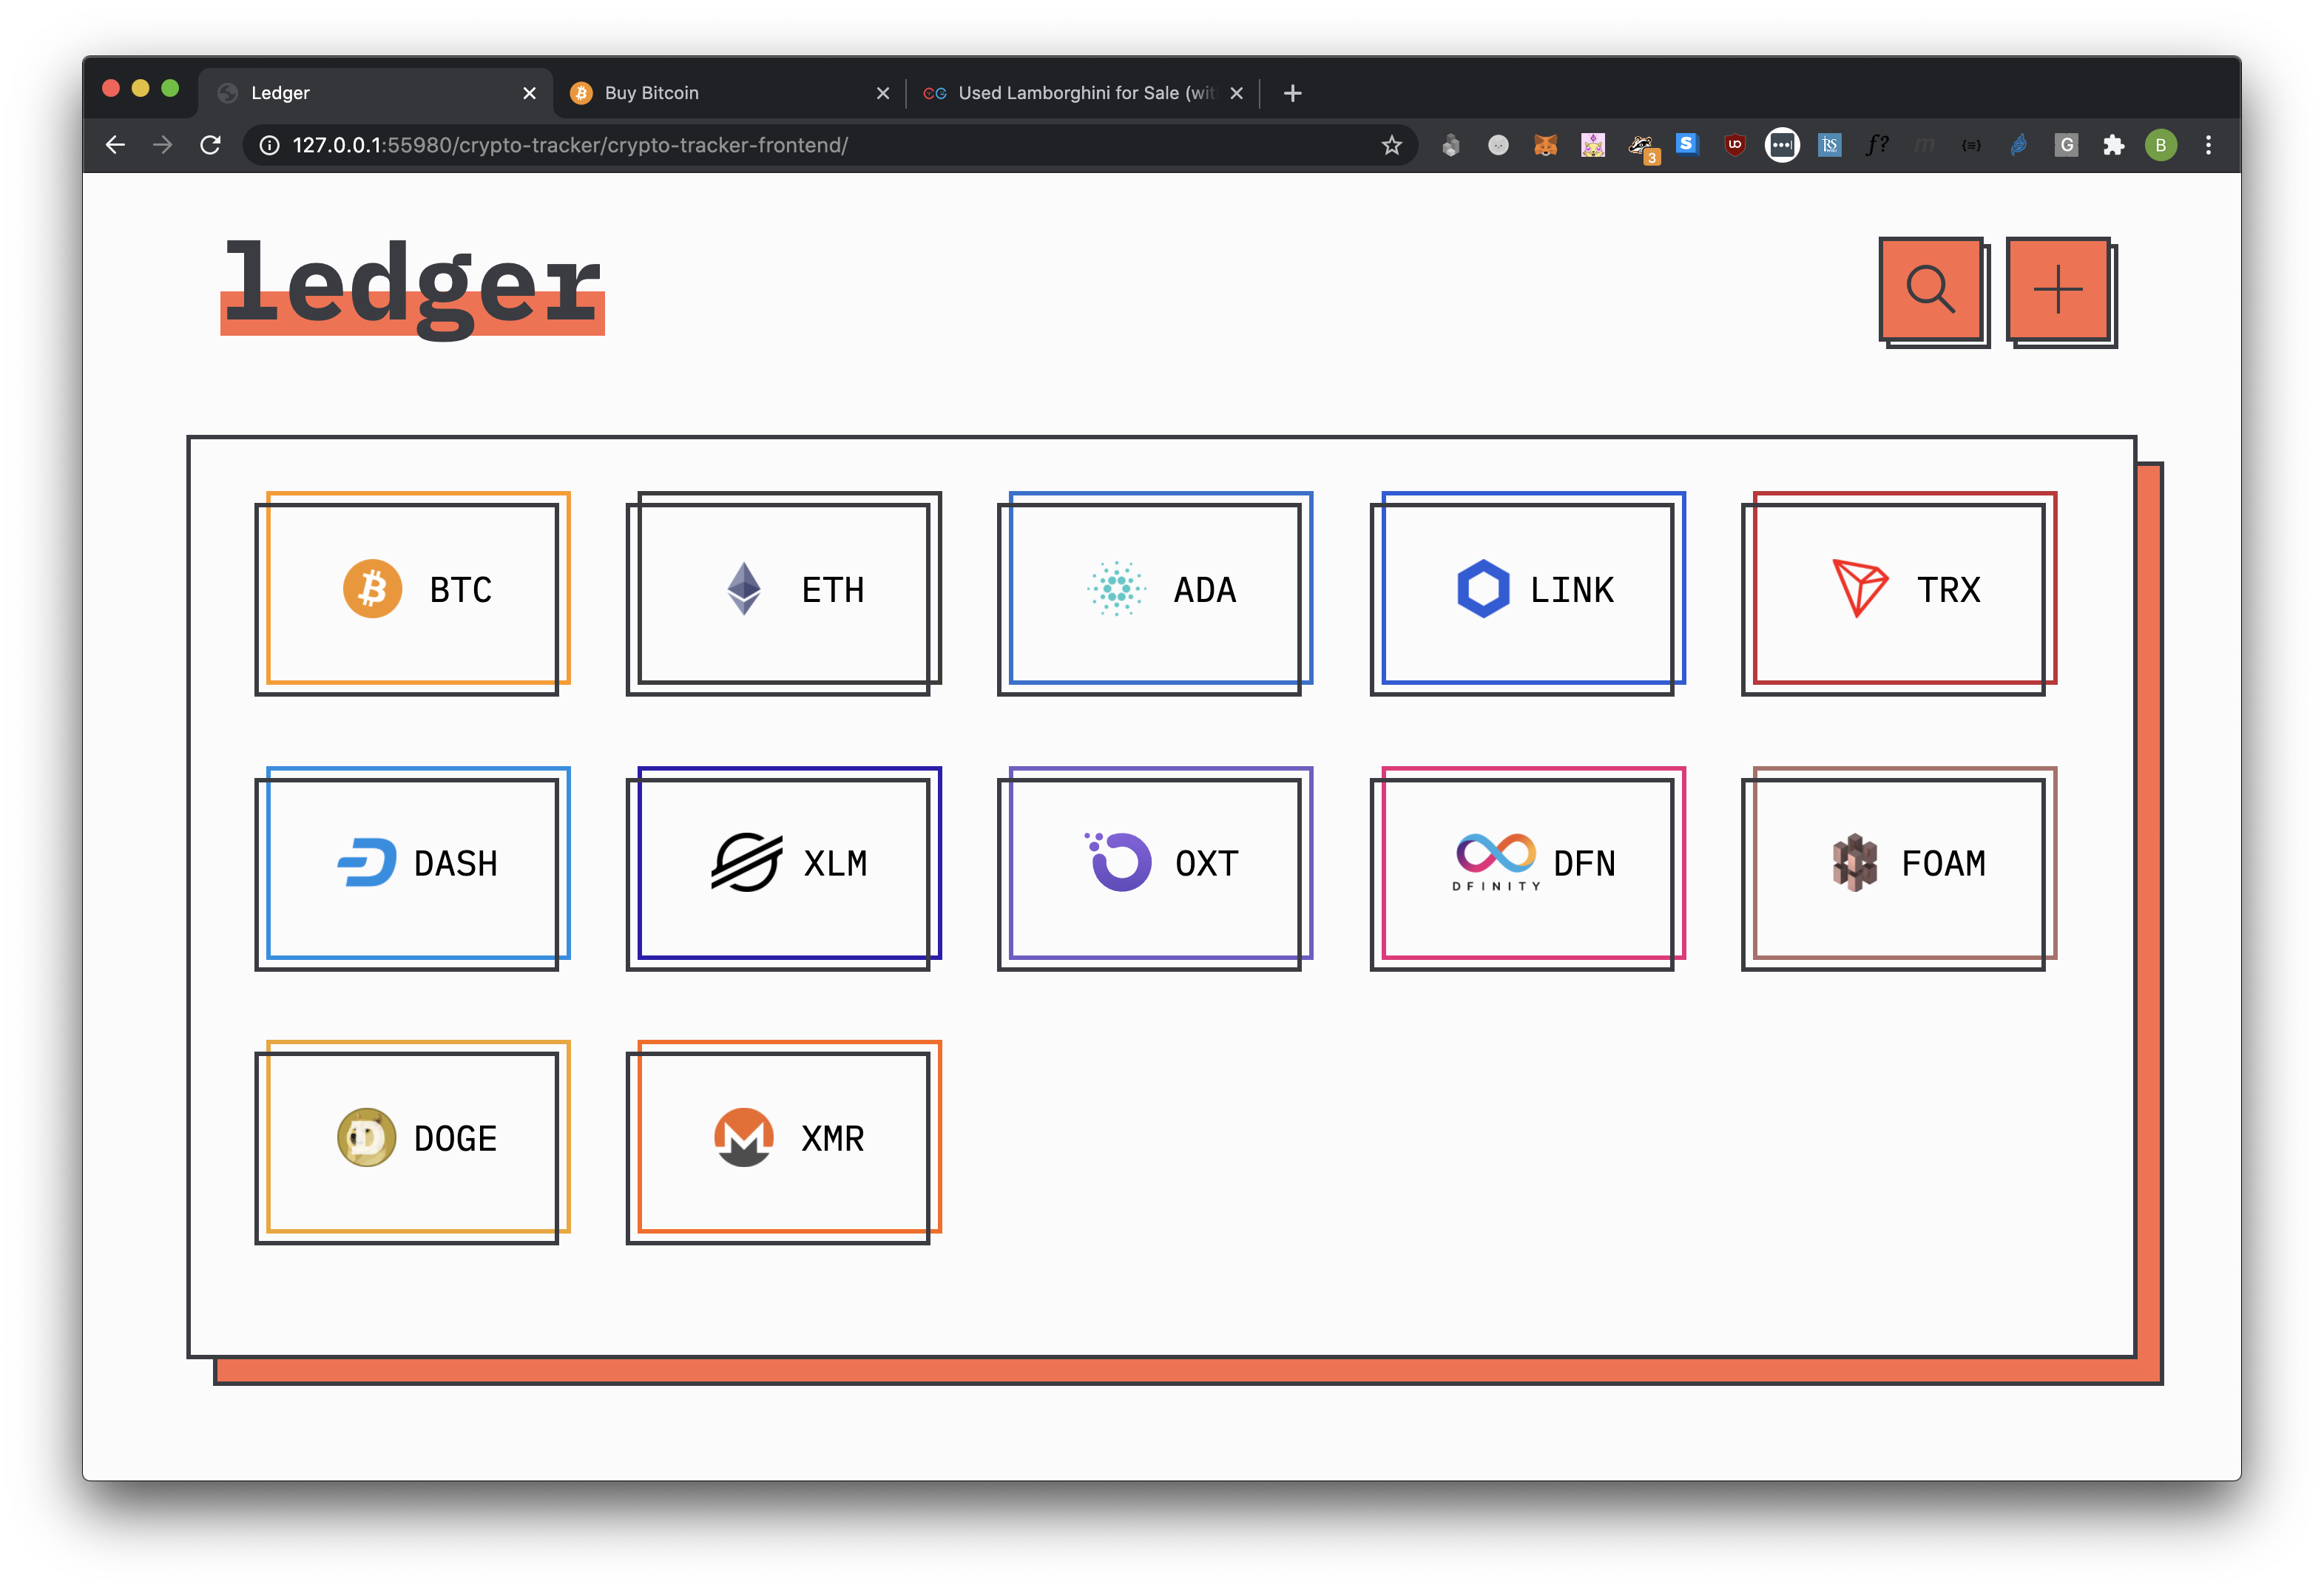 Ledger
Buy Bitcoin
Used Lamborghini for Sale (wit
127.0.0.1:55980/crypto-tracker/crypto-tracker-frontend/
3
S
f?
m
{≡}
G
B
ledger
BTC
ETH
ADA
LINK
TRX
DASH
XLM
OXT
DFINITY
DFN
FOAM
DOGE
XMR